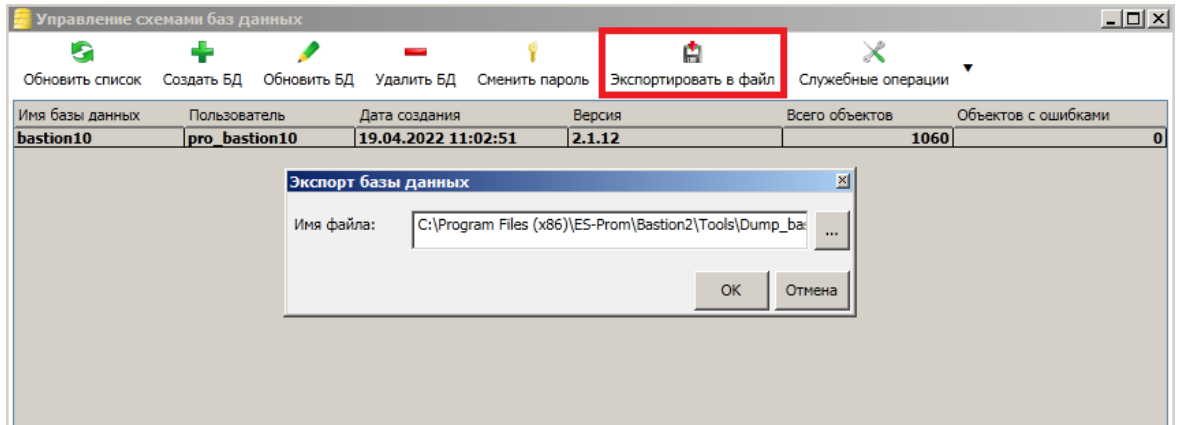 Управление схемами баз данных
Обновить список Создать БД Обновить БД Удалить БД Сменить пароль Экспортировать в файл Служебные операции
Имя базы данных Пользователь Дата создания Версия Всего объектов Объектов с ошибками
bastion10 pro_bastion10 19.04.2022 11:02:51 2.1.12 1060 0
Экспорт базы данных
Имя файла: C:\Program Files (x86)\ES-Prom\Bastion2\Tools\Dump_ba ...
OK Отмена